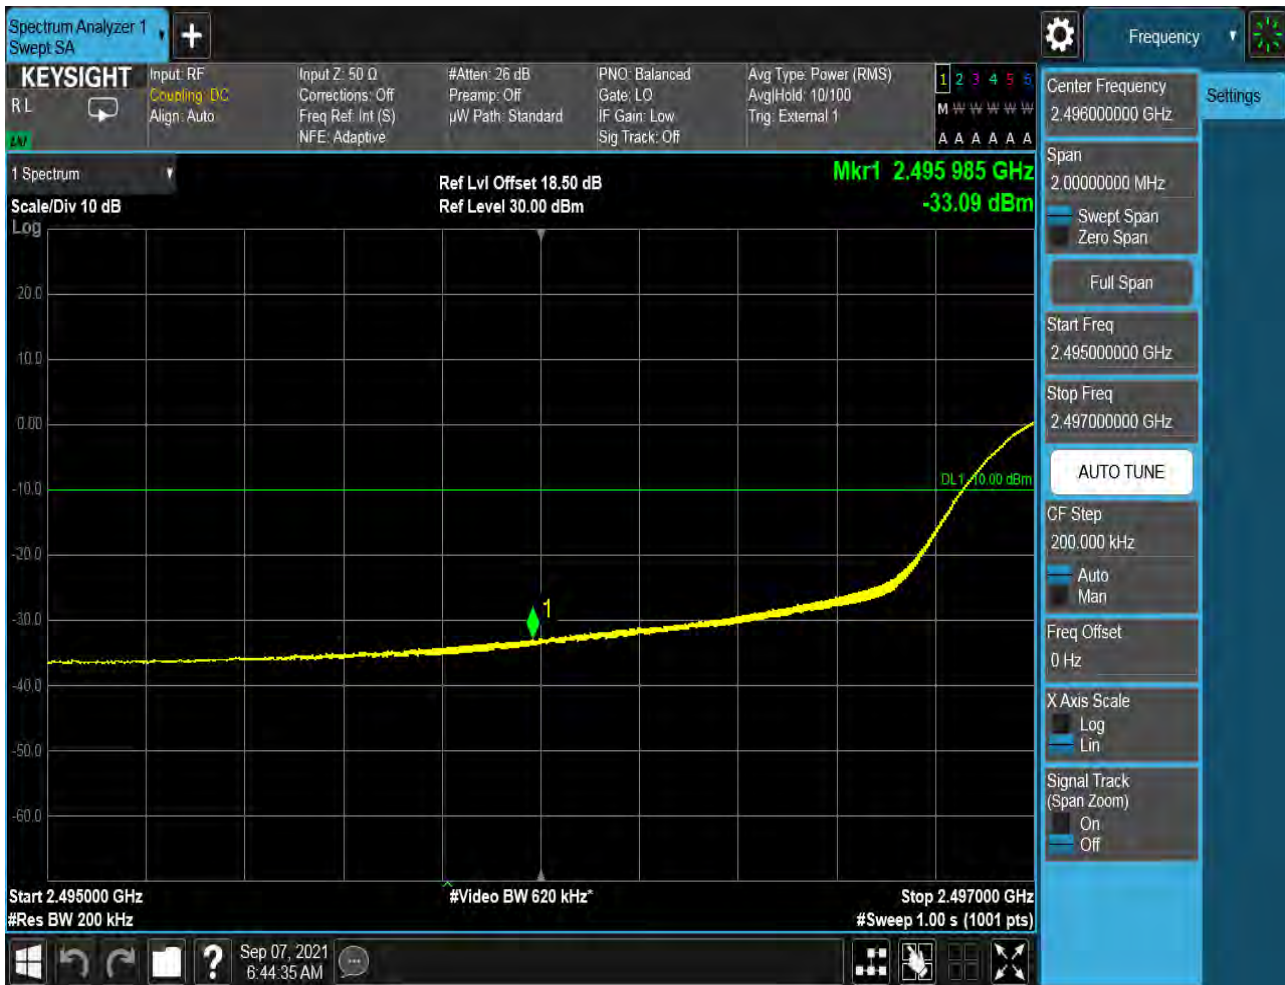 Spectrum Analyzer 1
Swept SA
Frequency
KEYSIGHT
R L
Input: RF
Coupling: DC
Align: Auto
Input Z: 50 Ω
Corrections: Off
Freq Ref: Int (S)
NFE: Adaptive
#Atten: 26 dB
Preamp: Off
µW Path: Standard
PNO: Balanced
Gate: LO
IF Gain: Low
Sig Track: Off
Avg Type: Power (RMS)
Avg|Hold: 10/100
Trig: External 1
1 2 3 4 5 6
M W W W W W
A A A A A A
1 Spectrum
Scale/Div 10 dB
Log
Ref Lvl Offset 18.50 dB
Ref Level 30.00 dBm
Mkr1 2.495 985 GHz
-33.09 dBm
20.0
10.0
0.00
-10.0
-20.0
-30.0
-40.0
-50.0
-60.0
DL1 -10.00 dBm
1
Start 2.495000 GHz
#Res BW 200 kHz
#Video BW 620 kHz*
Stop 2.497000 GHz
#Sweep 1.00 s (1001 pts)
Center Frequency
2.496000000 GHz
Settings
Span
2.00000000 MHz
Swept Span
Zero Span
Full Span
Start Freq
2.495000000 GHz
Stop Freq
2.497000000 GHz
AUTO TUNE
CF Step
200.000 kHz
Auto
Man
Freq Offset
0 Hz
X Axis Scale
Log
Lin
Signal Track
(Span Zoom)
On
Off
?
Sep 07, 2021
6:44:35 AM